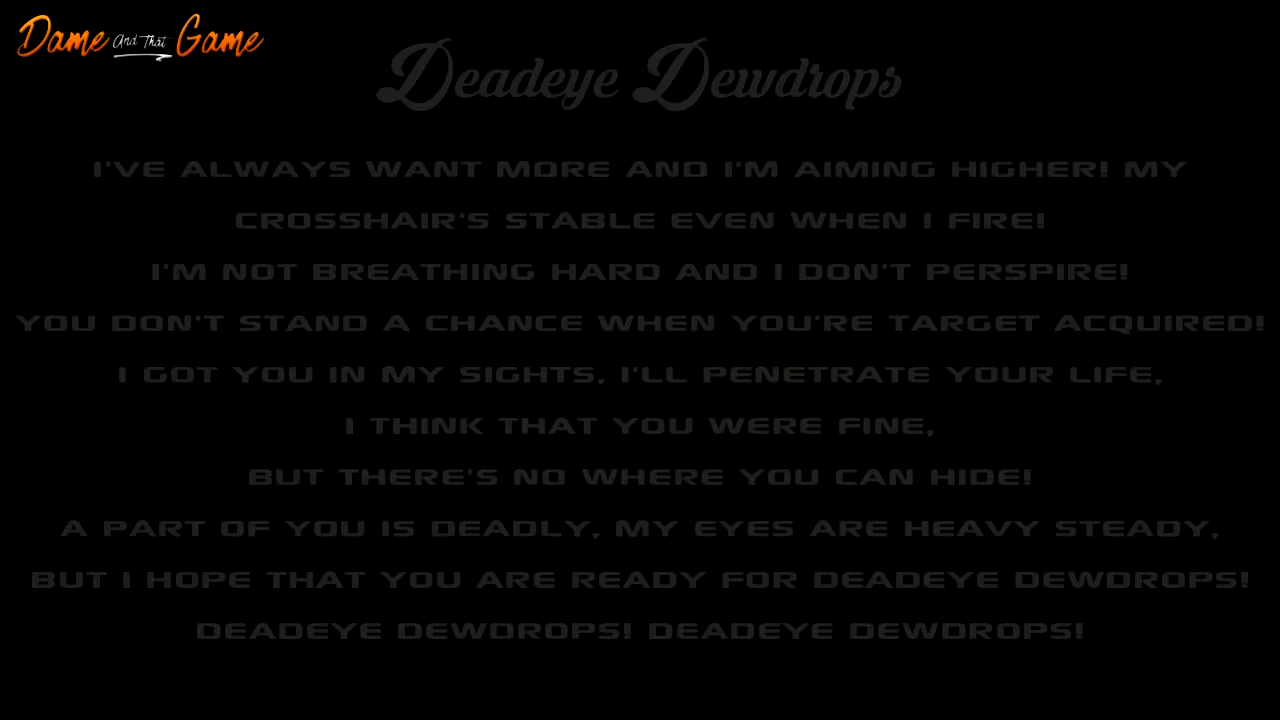 Dame And That Game
Deadeye Dewdrops
I'VE ALWAYS WANT MORE AND I'M AIMING HIGHER! MY
CROSSHAIR'S STABLE EVEN WHEN I FIRE!
I'M NOT BREATHING HARD AND I DON'T PERSPIRE!
YOU DON'T STAND A CHANCE WHEN YOU'RE TARGET ACQUIRED!
I GOT YOU IN MY SIGHTS, I'LL PENETRATE YOUR LIFE,
I THINK THAT YOU WERE FINE,
BUT THERE'S NO WHERE YOU CAN HIDE!
A PART OF YOU IS DEADLY, MY EYES ARE HEAVY STEADY,
BUT I HOPE THAT YOU ARE READY FOR DEADEYE DEWDROPS!
DEADEYE DEWDROPS! DEADEYE DEWDROPS!